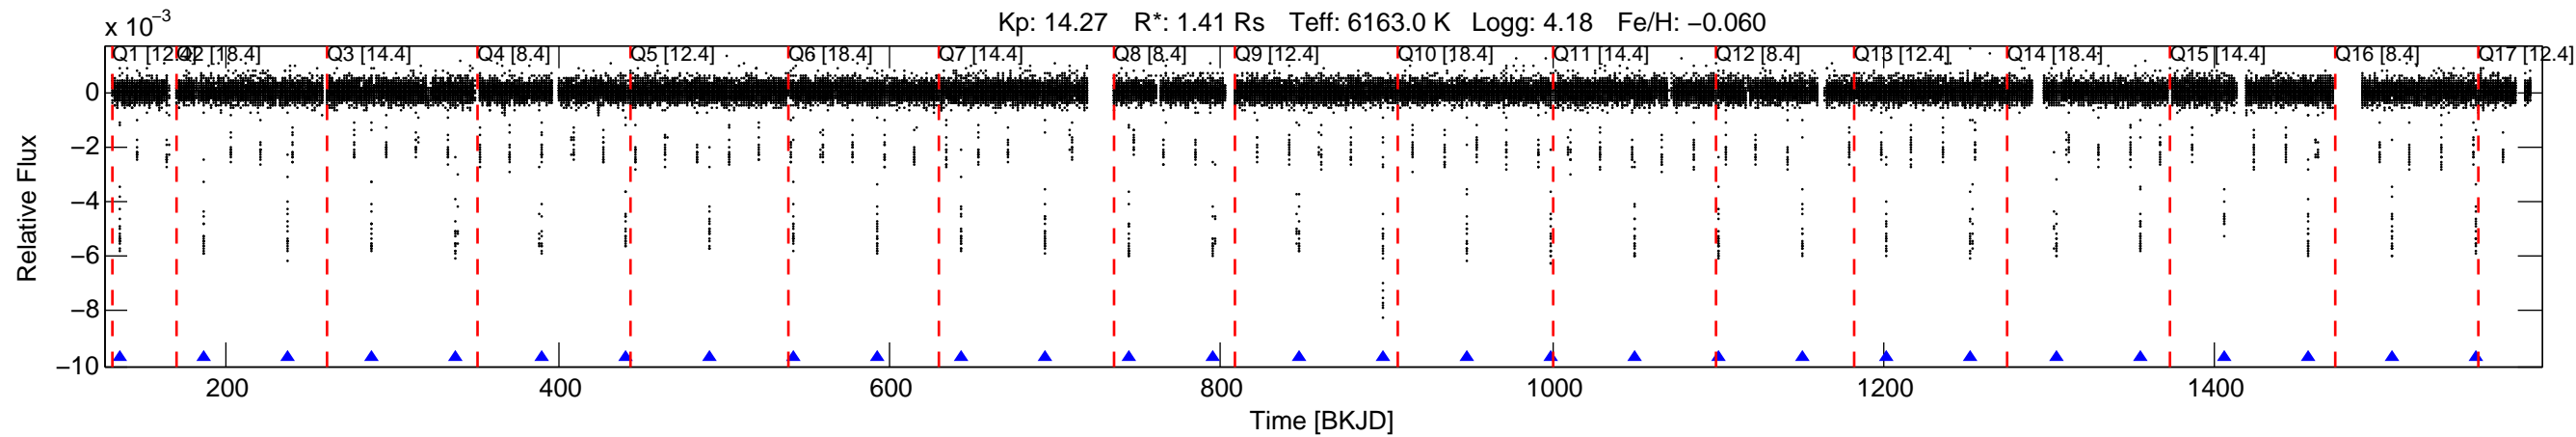 Kp: 14.27 R*: 1.41 Rs Teff: 6163.0 K Logg: 4.18 Fe/H: −0.060
x 10−3
Q1 [12.4] Q2 [18.4] Q3 [14.4] Q4 [8.4] Q5 [12.4] Q6 [18.4] Q7 [14.4] Q8 [8.4] Q9 [12.4] Q10 [18.4] Q11 [14.4] Q12 [8.4] Q13 [12.4] Q14 [18.4] Q15 [14.4] Q16 [8.4] Q17 [12.4]
0
−2
−4
−6
−8
−10
Relative Flux
200 400 600 800 1000 1200 1400
Time [BKJD]